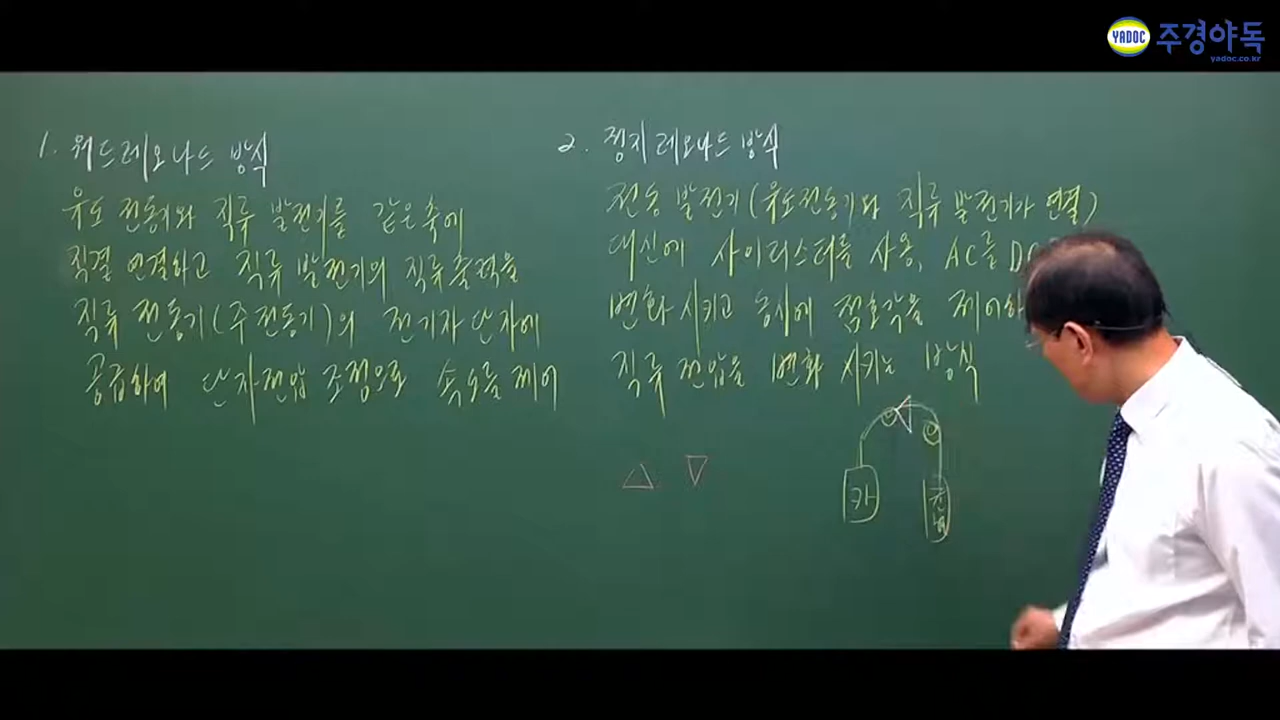 YADOC 주경야독
yadoc.co.kr
1. 워드레오나드 방식
유도 전동기와 직류 발전기를 같은축에
직결 연결하고 직류 발전기의 직류출력을
직류 전동기(주전동기)의 전기자 단자에
공급하여 단자전압 조정으로 속도를 제어
2. 정지레오나드 방식
전동 발전기(유도전동기와 직류 발전기가 연결)
대신에 사이리스터를 사용, AC를 DC
변화시키고 동시에 점호각을 제어하
직류 전압을 변화 시키는 방식
카